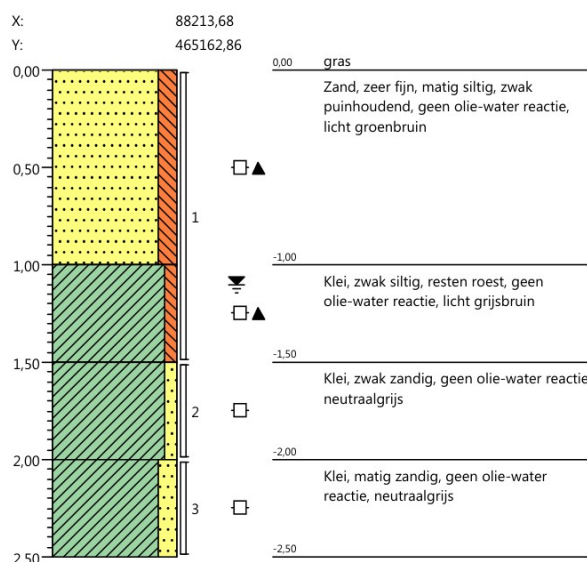 X: 88213,68
Y: 465162,86
0,00
0,50
1,00
1,50
2,00
2,50
1
2
3
0,00 gras
Zand, zeer fijn, matig siltig, zwak
puinhoudend, geen olie-water reactie,
licht groenbruin
-1,00
Klei, zwak siltig, resten roest, geen
olie-water reactie, licht grijsbruin
-1,50
Klei, zwak zandig, geen olie-water reactie
neutraalgrijs
-2,00
Klei, matig zandig, geen olie-water
reactie, neutraalgrijs
-2,50